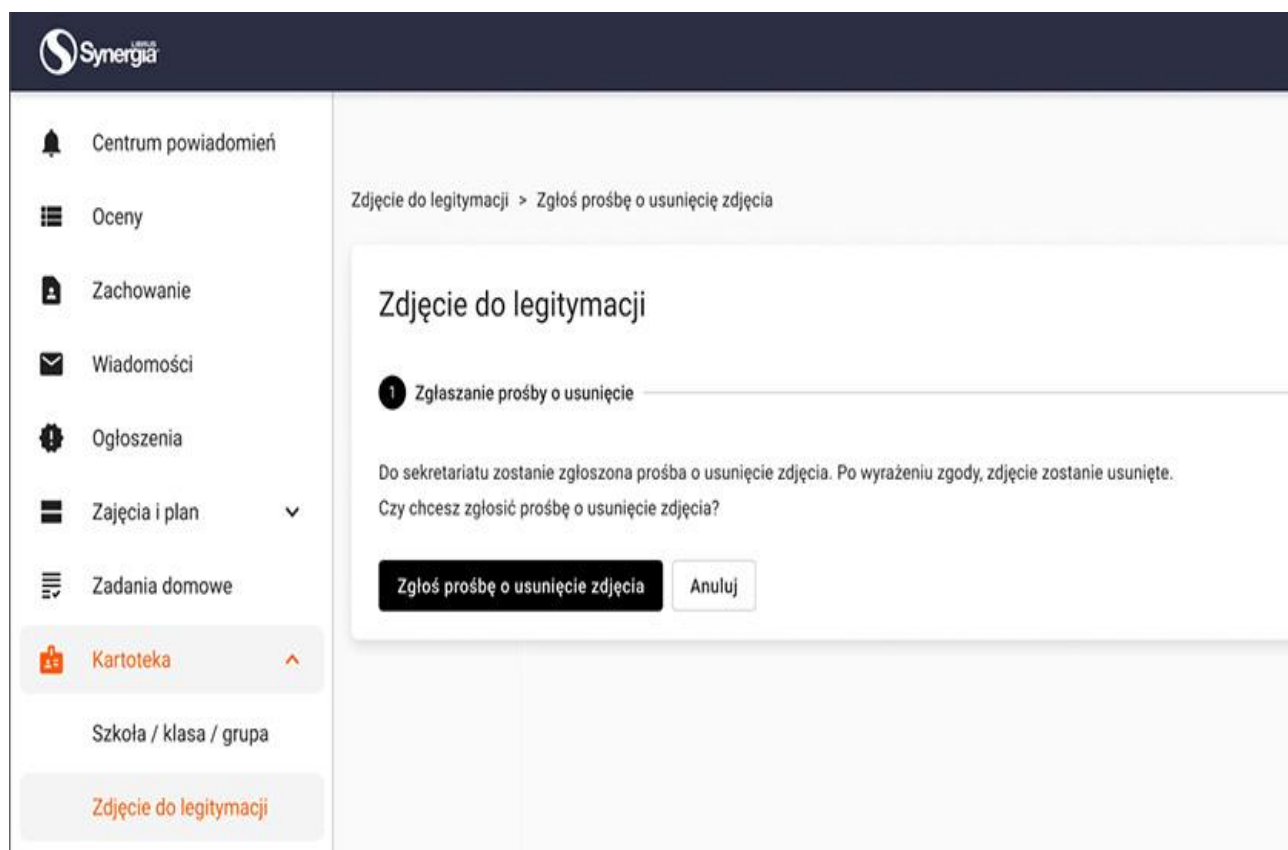 LIBRUS
Synergia
Centrum powiadomień
Oceny
Zachowanie
Wiadomości
Ogłoszenia
Zajęcia i plan
Zadania domowe
Kartoteka
Szkoła / klasa / grupa
Zdjęcie do legitymacji
Zdjęcie do legitymacji > Zgłoś prośbę o usunięcię zdjęcia
Zdjęcie do legitymacji
1 Zgłaszanie prośby o usunięcie
Do sekretariatu zostanie zgłoszona prośba o usunięcie zdjęcia. Po wyrażeniu zgody, zdjęcie zostanie usunięte.
Czy chcesz zgłosić prośbę o usunięcie zdjęcia?
Zgłoś prośbę o usunięcie zdjęcia
Anuluj